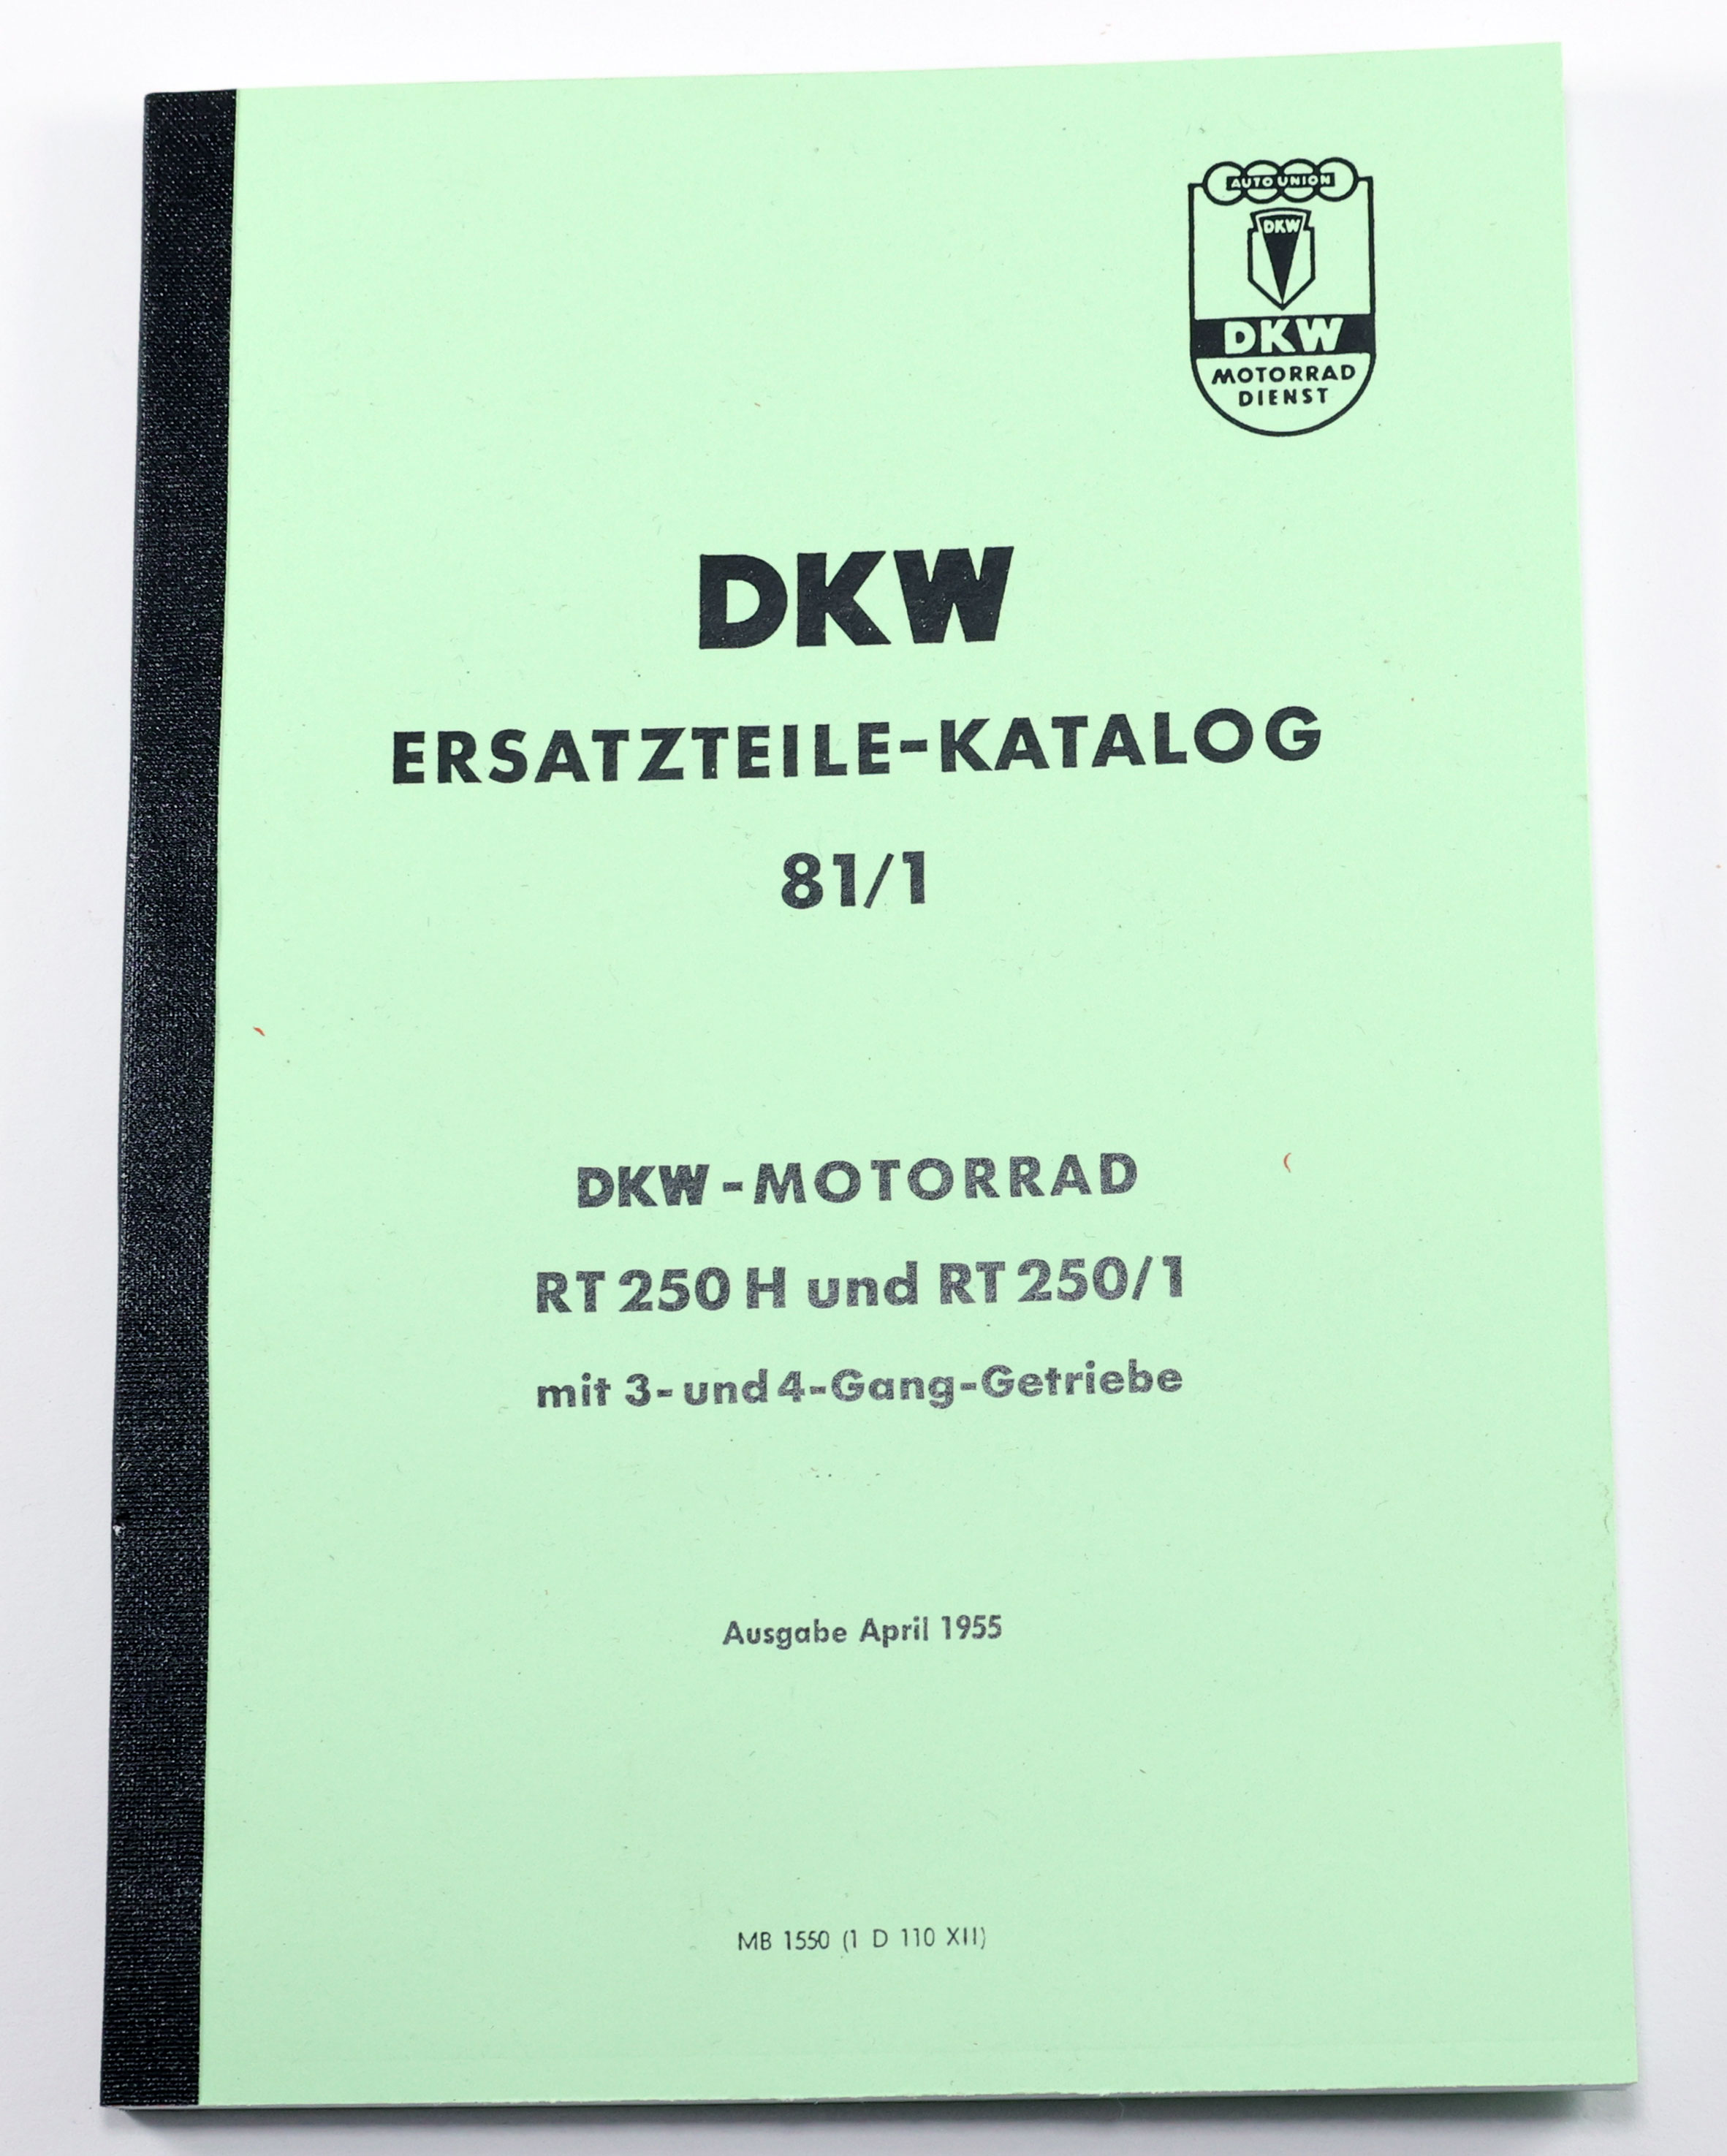 AUTO UNION
DKW
DKW
MOTORRAD
DIENST
DKW
ERSATZTEILE-KATALOG
81/1
DKW-MOTORRAD
RT 250 H und RT 250/1
mit 3- und 4-Gang-Getriebe
Ausgabe April 1955
MB 1550 (1 D 110 XII)